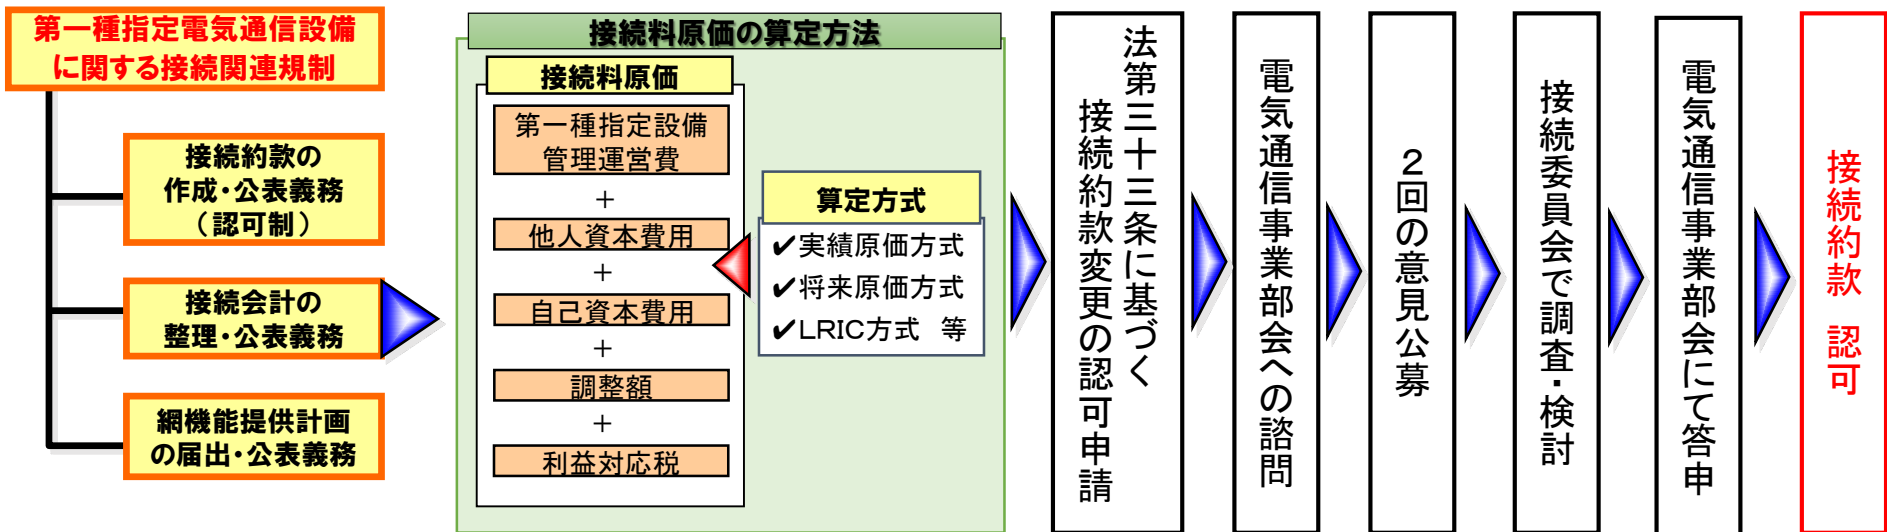 第一種指定電気通信設備
に関する接続関連規制
接続約款の
作成・公表義務
（認可制）
接続会計の
整理・公表義務
網機能提供計画
の届出・公表義務
接続料原価の算定方法
接続料原価
第一種指定設備
管理運営費
＋
他人資本費用
＋
自己資本費用
＋
調整額
＋
利益対応税
算定方式
✔実績原価方式
✔将来原価方式
✔LRIC方式　等
法第三十三条に基づく
接続約款変更の認可申請
電気通信事業部会への諮問
２回の意見公募
接続委員会で調査・検討
電気通信事業部会にて答申
接続約款　認可